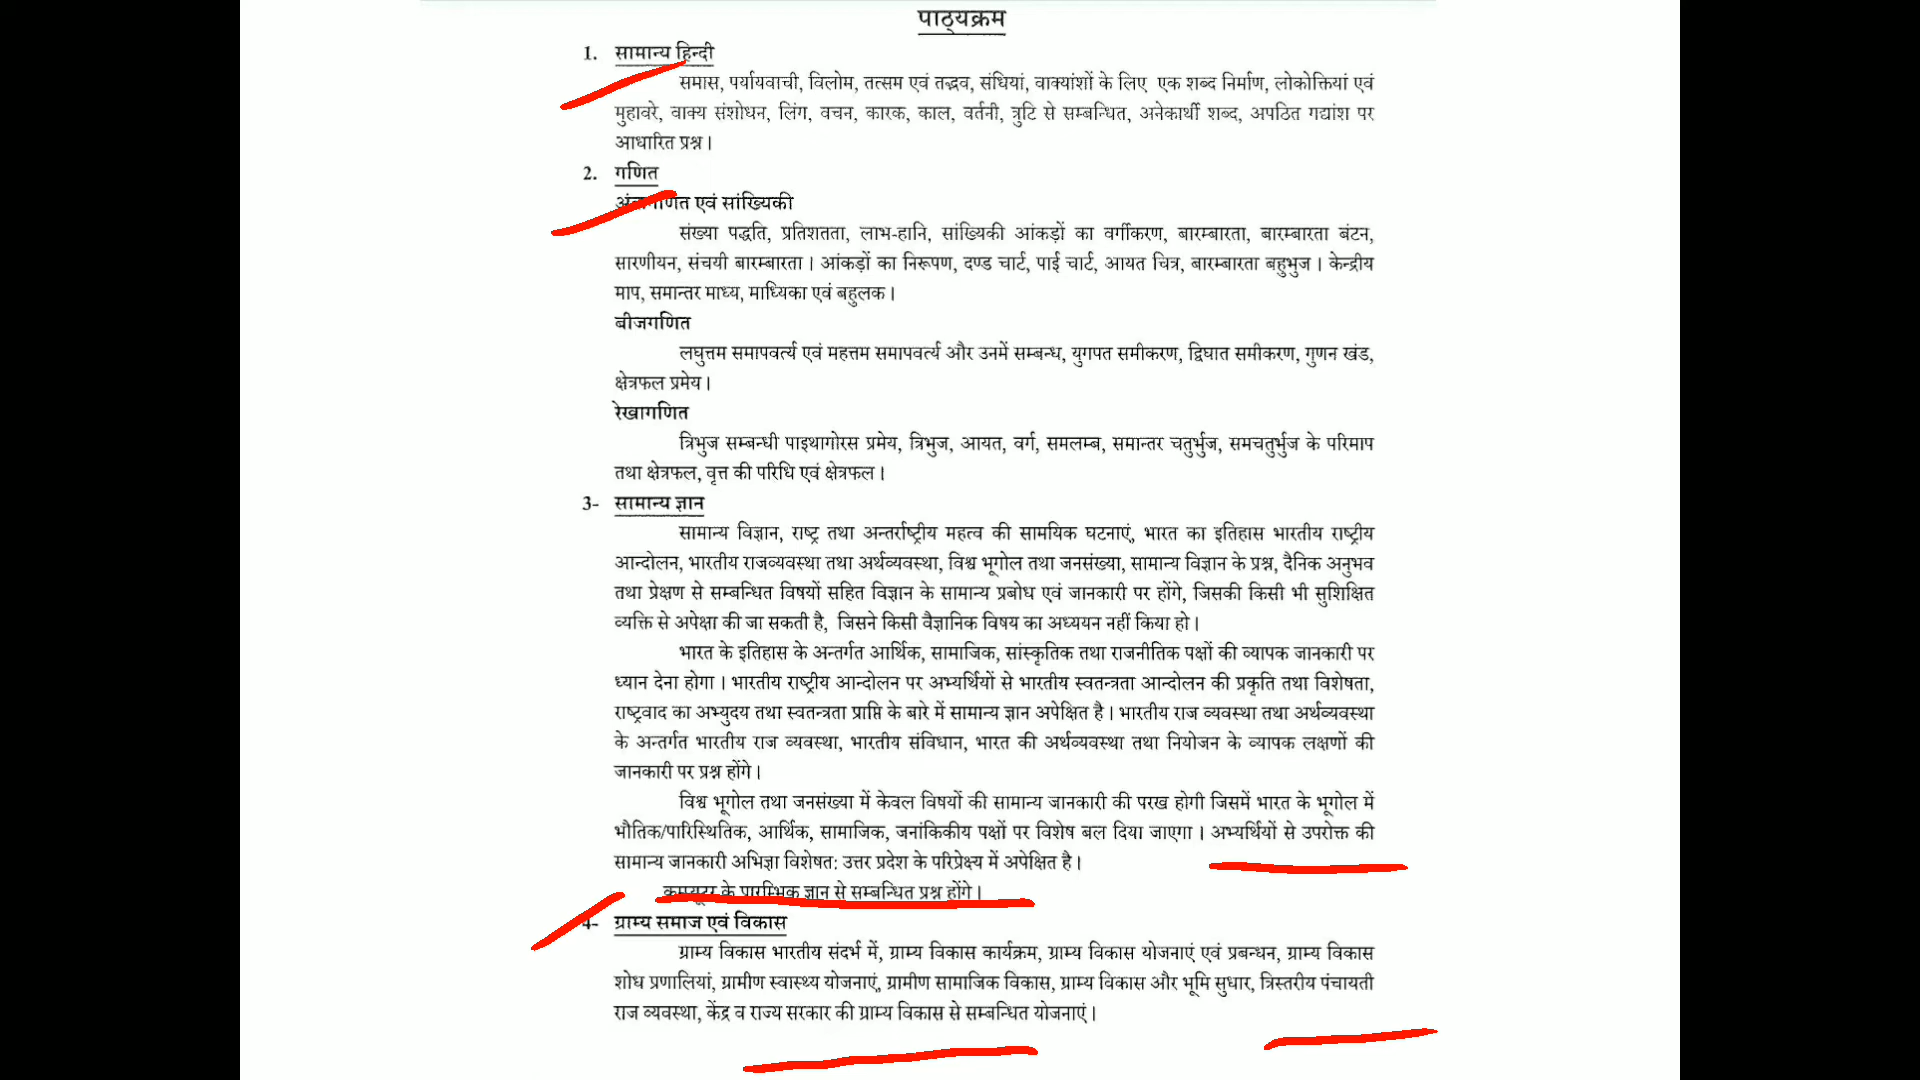 पाठ्यक्रम
1. सामान्य हिन्दी
समास, पर्यायवाची, विलोम, तत्सम एवं तद्भव, संधियां, वाक्यांशों के लिए एक शब्द निर्माण, लोकोक्तियां एवं
मुहावरे, वाक्य संशोधन, लिंग, वचन, कारक, काल, वर्तनी, त्रुटि से सम्बन्धित, अनेकार्थी शब्द, अपठित गद्यांश पर
आधारित प्रश्न।
2. गणित
अंकगणित एवं सांख्यिकी
संख्या पद्धति, प्रतिशतता, लाभ-हानि, सांख्यिकी आंकड़ों का वर्गीकरण, बारम्बारता, बारम्बारता बंटन,
सारणीयन, संचयी बारम्बारता। आंकड़ों का निरूपण, दण्ड चार्ट, पाई चार्ट, आयत चित्र, बारम्बारता बहुभुज। केन्द्रीय
माप, समान्तर माध्य, माध्यिका एवं बहुलक।
बीजगणित
लघुत्तम समापवर्त्य एवं महत्तम समापवर्त्य और उनमें सम्बन्ध, युगपत समीकरण, द्विघात समीकरण, गुणन खंड,
क्षेत्रफल प्रमेय।
रेखागणित
त्रिभुज सम्बन्धी पाइथागोरस प्रमेय, त्रिभुज, आयत, वर्ग, समलम्ब, समान्तर चतुर्भुज, समचतुर्भुज के परिमाप
तथा क्षेत्रफल, वृत्त की परिधि एवं क्षेत्रफल।
3- सामान्य ज्ञान
सामान्य विज्ञान, राष्ट्र तथा अन्तर्राष्ट्रीय महत्व की सामयिक घटनाएं, भारत का इतिहास भारतीय राष्ट्रीय
आन्दोलन, भारतीय राजव्यवस्था तथा अर्थव्यवस्था, विश्व भूगोल तथा जनसंख्या, सामान्य विज्ञान के प्रश्न, दैनिक अनुभव
तथा प्रेक्षण से सम्बन्धित विषयों सहित विज्ञान के सामान्य प्रबोध एवं जानकारी पर होंगे, जिसकी किसी भी सुशिक्षित
व्यक्ति से अपेक्षा की जा सकती है, जिसने किसी वैज्ञानिक विषय का अध्ययन नहीं किया हो।
भारत के इतिहास के अन्तर्गत आर्थिक, सामाजिक, सांस्कृतिक तथा राजनीतिक पक्षों की व्यापक जानकारी पर
ध्यान देना होगा। भारतीय राष्ट्रीय आन्दोलन पर अभ्यर्थियों से भारतीय स्वतन्त्रता आन्दोलन की प्रकृति तथा विशेषता,
राष्ट्रवाद का अभ्युदय तथा स्वतन्त्रता प्राप्ति के बारे में सामान्य ज्ञान अपेक्षित है। भारतीय राज व्यवस्था तथा अर्थव्यवस्था
के अन्तर्गत भारतीय राज व्यवस्था, भारतीय संविधान, भारत की अर्थव्यवस्था तथा नियोजन के व्यापक लक्षणों की
जानकारी पर प्रश्न होंगे।
विश्व भूगोल तथा जनसंख्या में केवल विषयों की सामान्य जानकारी की परख होगी जिसमें भारत के भूगोल में
भौतिक/पारिस्थितिक, आर्थिक, सामाजिक, जनांकिकीय पक्षों पर विशेष बल दिया जाएगा। अभ्यर्थियों से उपरोक्त की
सामान्य जानकारी अभिज्ञा विशेषत: उत्तर प्रदेश के परिप्रेक्ष्य में अपेक्षित है।
कम्प्यूटर के प्रारम्भिक ज्ञान से सम्बन्धित प्रश्न होंगे।
4- ग्राम्य समाज एवं विकास
ग्राम्य विकास भारतीय संदर्भ में, ग्राम्य विकास कार्यक्रम, ग्राम्य विकास योजनाएं एवं प्रबन्धन, ग्राम्य विकास
शोध प्रणालियां, ग्रामीण स्वास्थ्य योजनाएं, ग्रामीण सामाजिक विकास, ग्राम्य विकास और भूमि सुधार, त्रिस्तरीय पंचायती
राज व्यवस्था, केंद्र व राज्य सरकार की ग्राम्य विकास से सम्बन्धित योजनाएं।